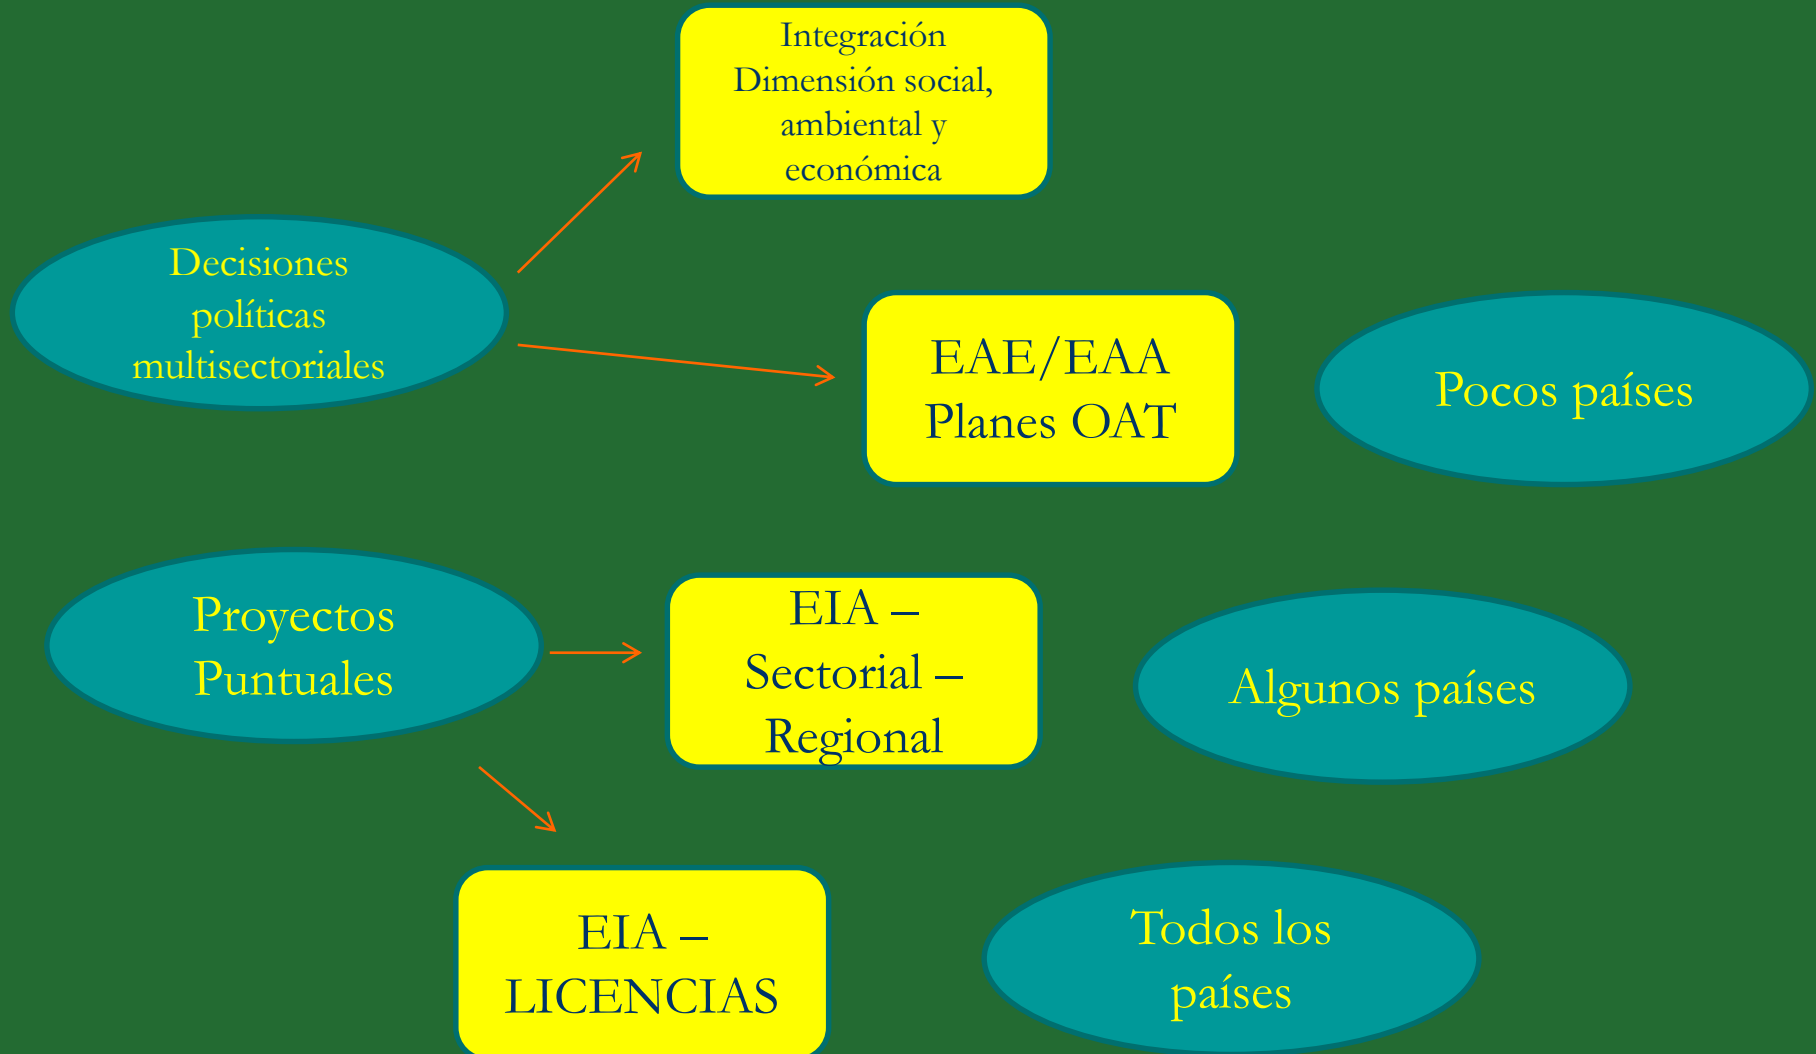 Integración
Dimensión social,
ambiental y
económica
Decisiones
políticas
multisectoriales
EAE/EAA
Planes OAT
Pocos países
Proyectos
Puntuales
EIA –
Sectorial –
Regional
Algunos países
EIA –
LICENCIAS
Todos los
países